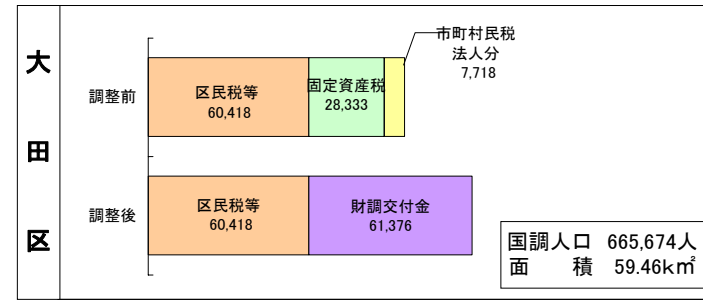 大田区
市町村民税
法人分
7,718
調整前
区民税等
60,418
固定資産税
28,333
調整後
区民税等
60,418
財調交付金
61,376
国調人口 665,674人
面 積 59.46k㎡